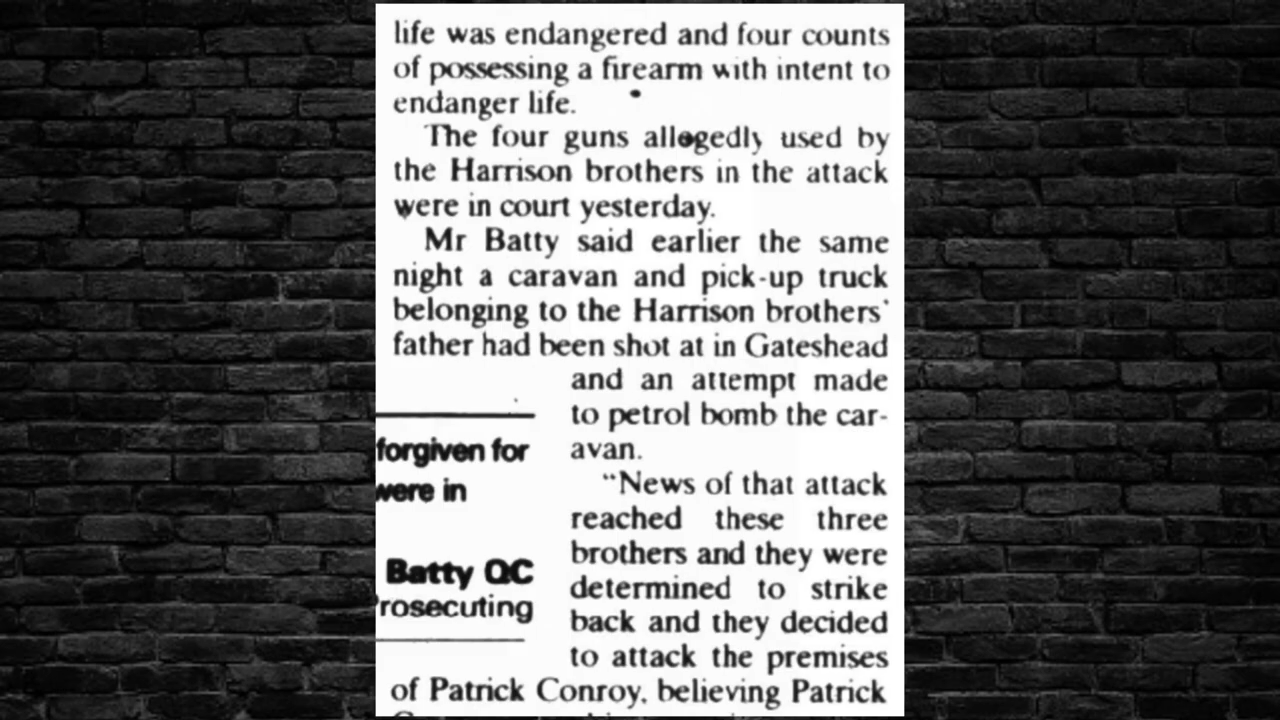 life was endangered and four counts
of possessing a firearm with intent to
endanger life.
The four guns allegedly used by
the Harrison brothers in the attack
were in court yesterday.
Mr Batty said earlier the same
night a caravan and pick-up truck
belonging to the Harrison brothers'
father had been shot at in Gateshead
and an attempt made
to petrol bomb the car-
avan.
"News of that attack
reached these three
brothers and they were
determined to strike
back and they decided
to attack the premises
of Patrick Conroy, believing Patrick
forgiven for
were in
Batty QC
rosecuting